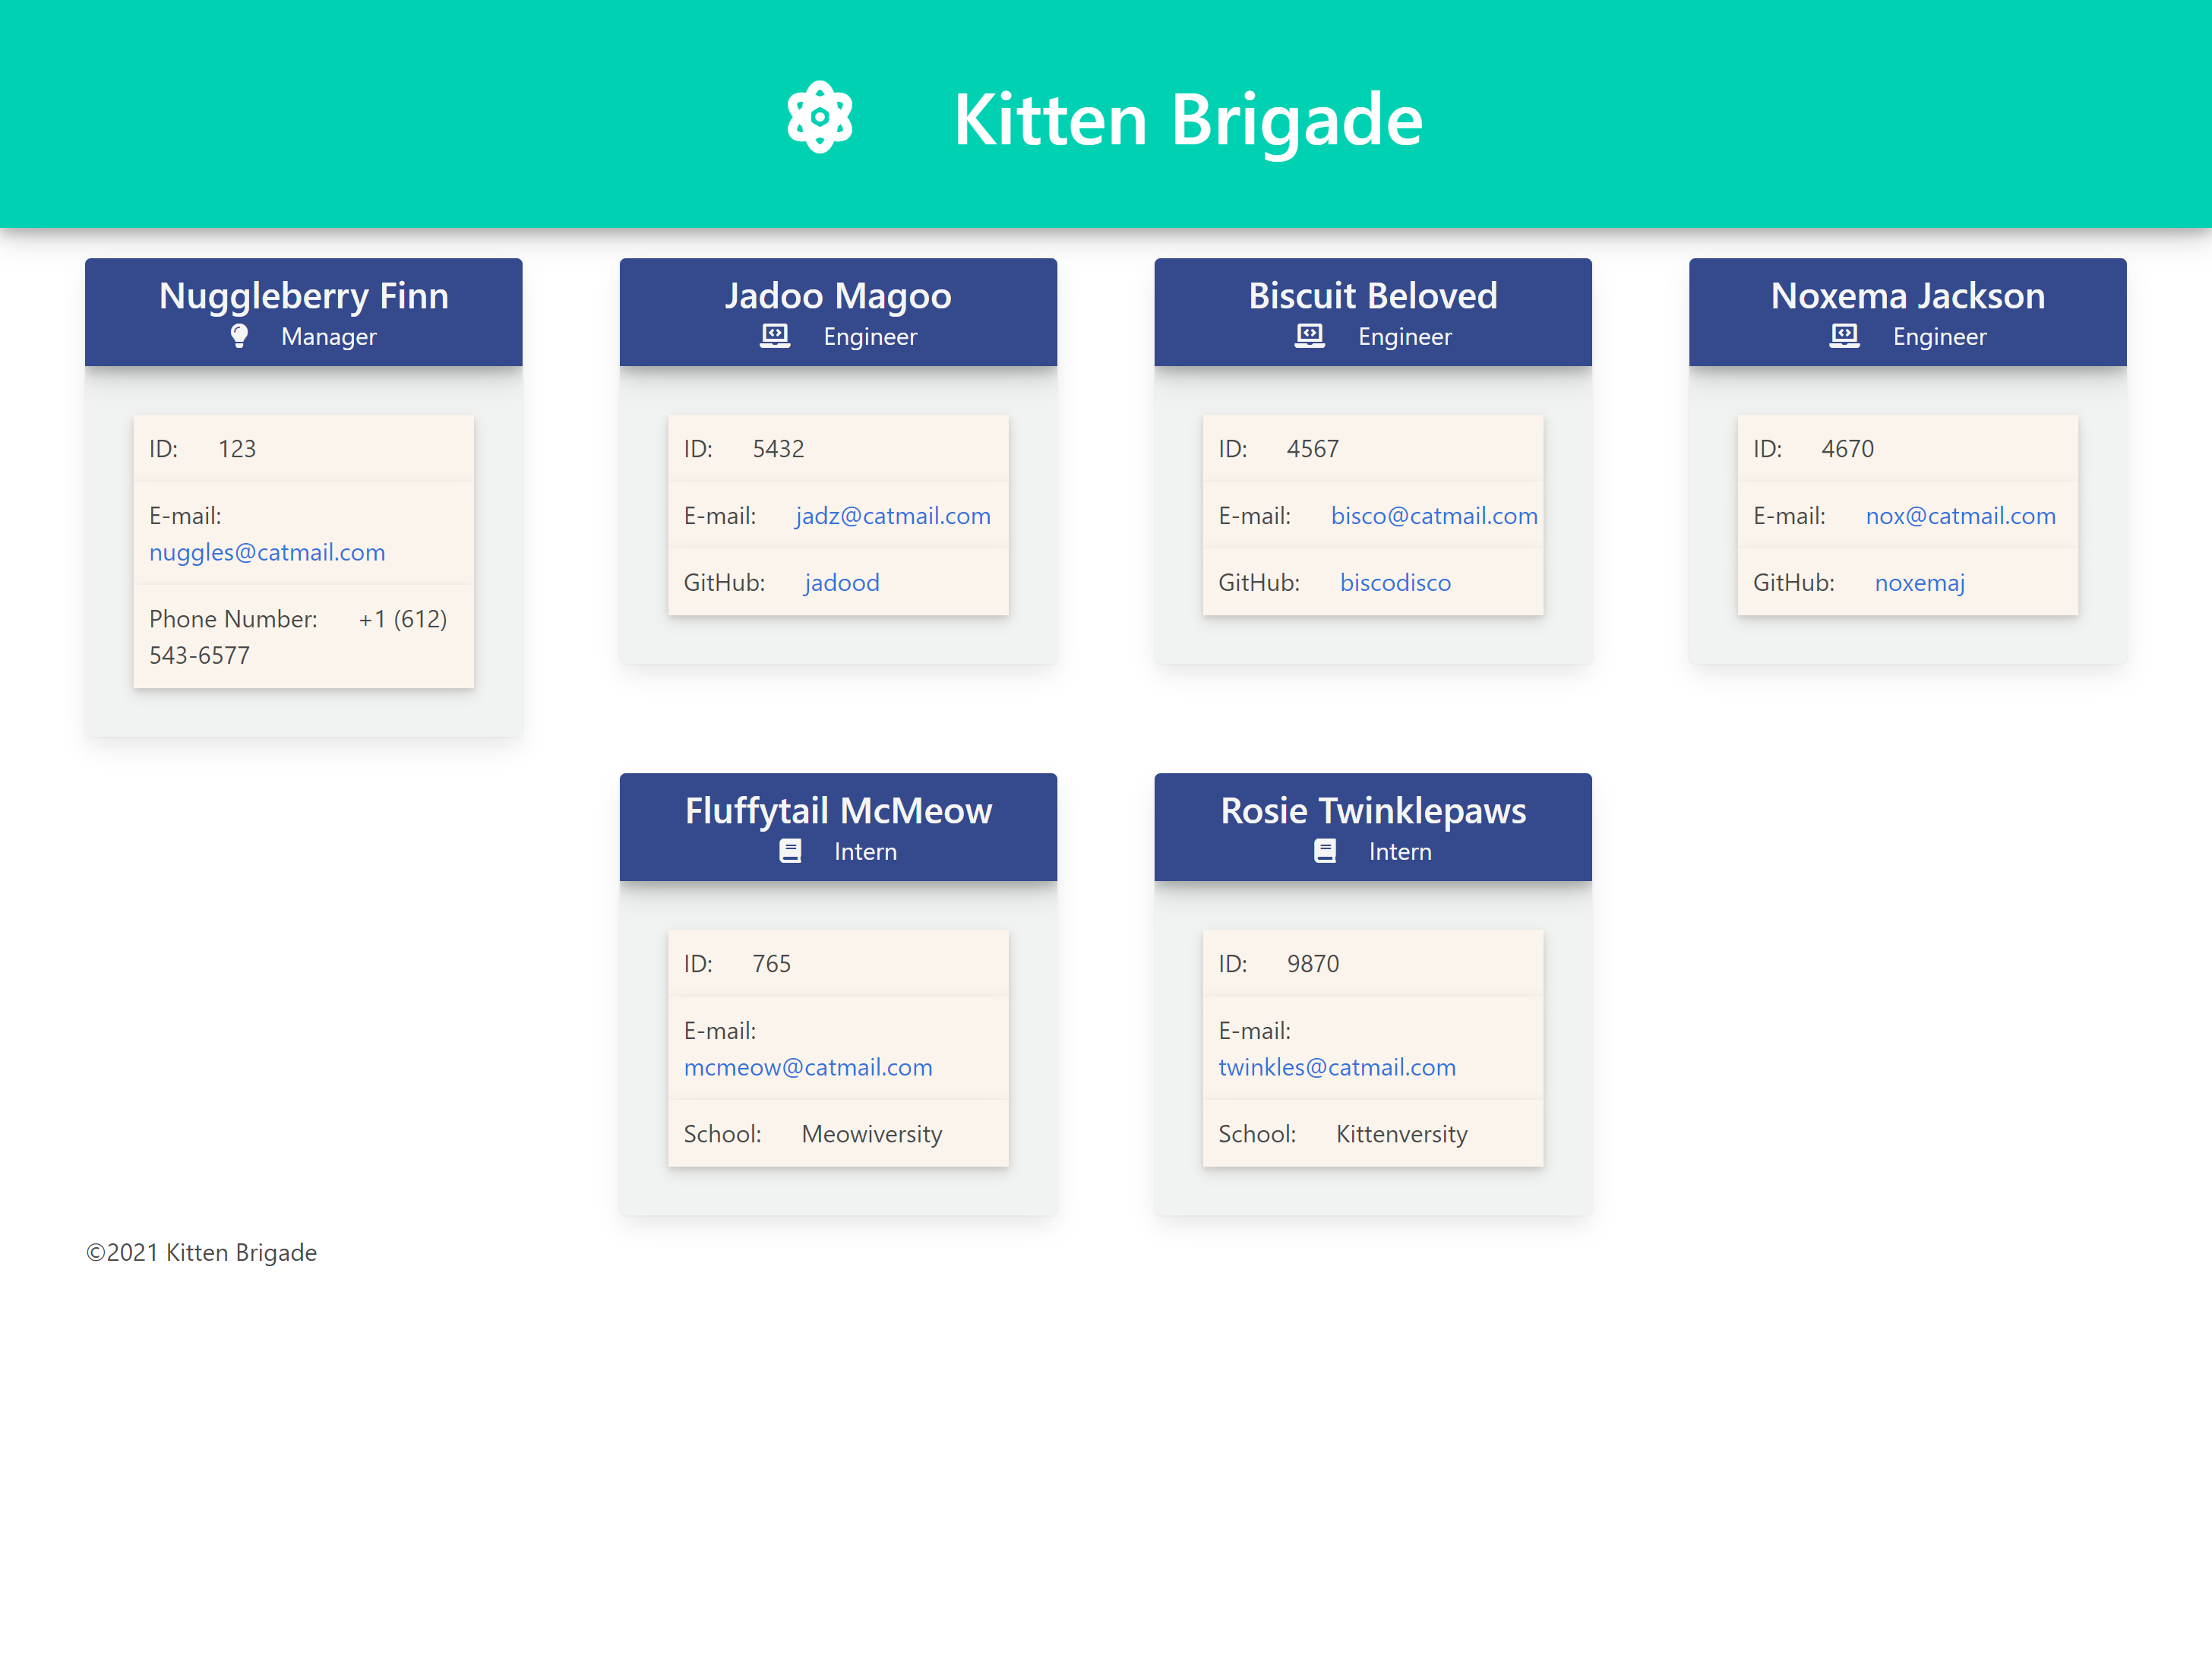 Kitten Brigade
Nuggleberry Finn
Manager
ID: 123
E-mail:
nuggles@catmail.com
Phone Number: +1 (612)
543-6577
Jadoo Magoo
Engineer
ID: 5432
E-mail: jadz@catmail.com
GitHub: jadood
Biscuit Beloved
Engineer
ID: 4567
E-mail: bisco@catmail.com
GitHub: biscodisco
Noxema Jackson
Engineer
ID: 4670
E-mail: nox@catmail.com
GitHub: noxemaj
Fluffytail McMeow
Intern
ID: 765
E-mail:
mcmeow@catmail.com
School: Meowiversity
Rosie Twinklepaws
Intern
ID: 9870
E-mail:
twinkles@catmail.com
School: Kittenversity
©2021 Kitten Brigade